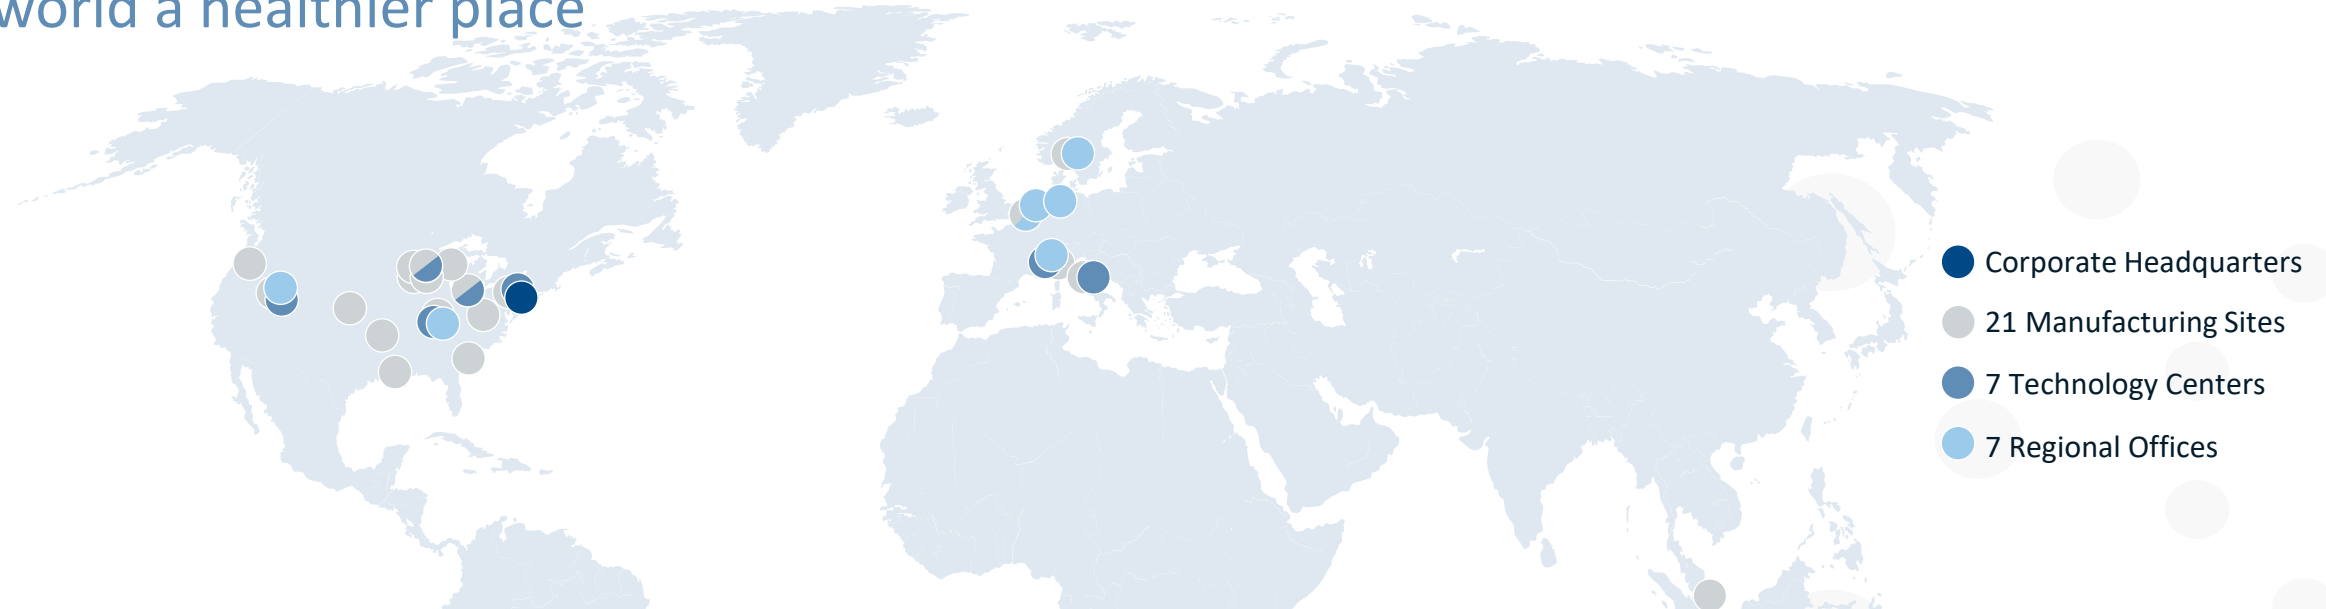 world a healthier place
Corporate Headquarters
21 Manufacturing Sites
7 Technology Centers
7 Regional Offices